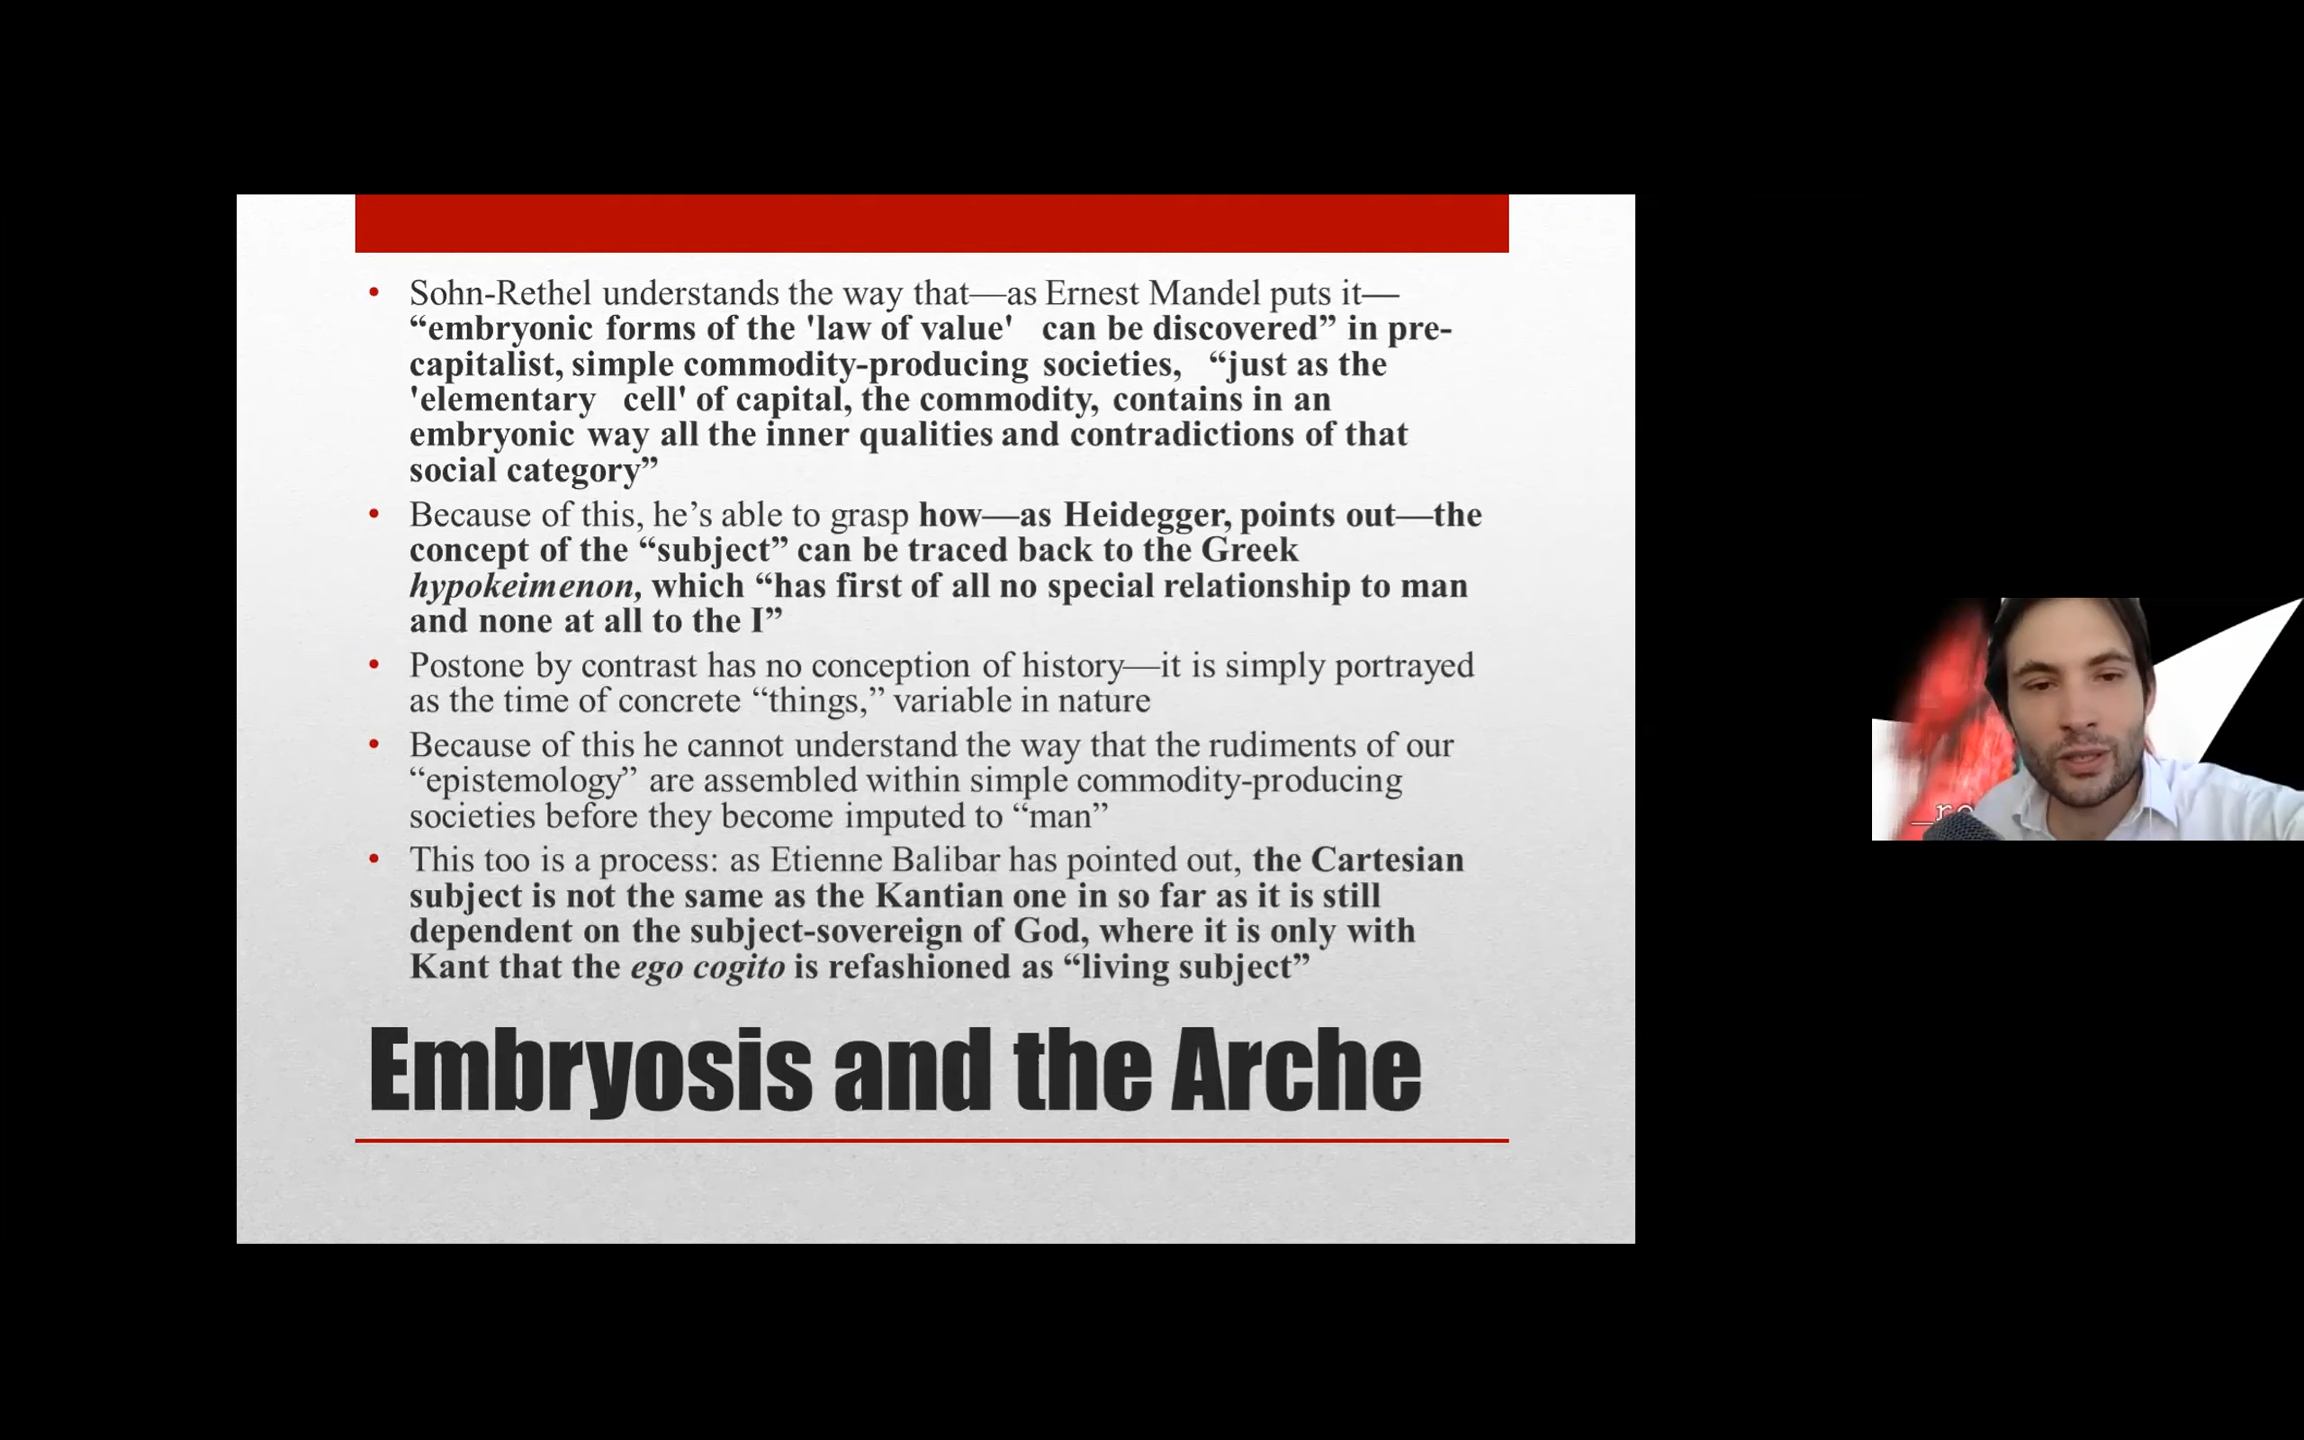 • Sohn-Rethel understands the way that—as Ernest Mandel puts it—
“embryonic forms of the 'law of value' can be discovered” in pre-
capitalist, simple commodity-producing societies, “just as the
'elementary cell' of capital, the commodity, contains in an
embryonic way all the inner qualities and contradictions of that
social category”
• Because of this, he’s able to grasp how—as Heidegger, points out—the
concept of the “subject” can be traced back to the Greek
hypokeimenon, which “has first of all no special relationship to man
and none at all to the I”
• Postone by contrast has no conception of history—it is simply portrayed
as the time of concrete “things,” variable in nature
• Because of this he cannot understand the way that the rudiments of our
“epistemology” are assembled within simple commodity-producing
societies before they become imputed to “man”
• This too is a process: as Etienne Balibar has pointed out, the Cartesian
subject is not the same as the Kantian one in so far as it is still
dependent on the subject-sovereign of God, where it is only with
Kant that the ego cogito is refashioned as “living subject”
Embryosis and the Arche